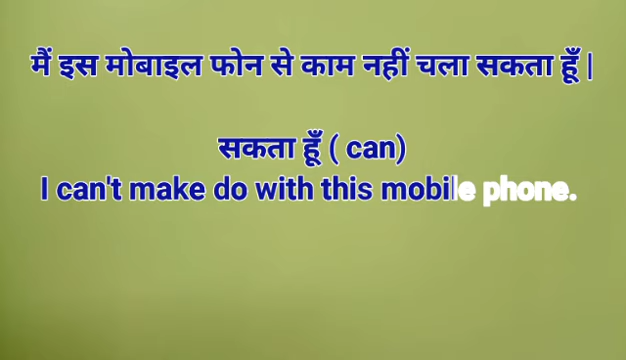 मैं इस मोबाइल फोन से काम नहीं चला सकता हूँ |
सकता हूँ ( can)
I can't make do with this mobile phone.